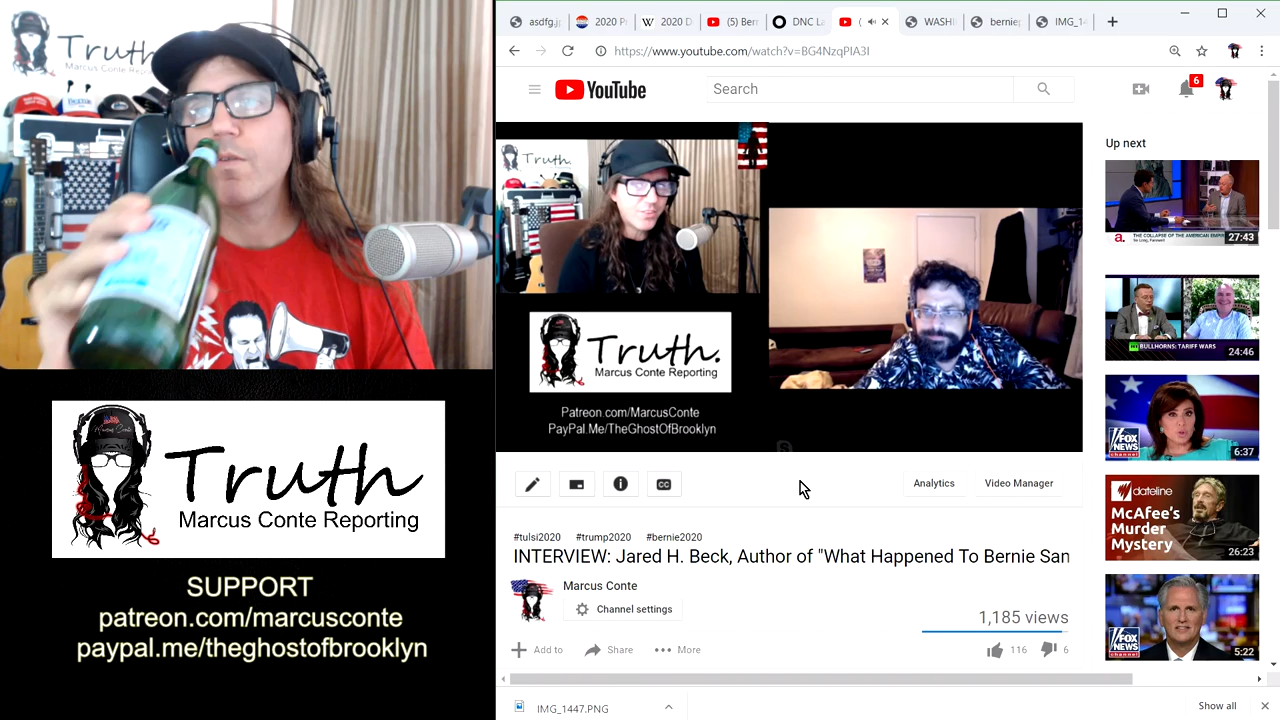 Truth
Marcus Conte Reporting
Truth
Marcus Conte Reporting
SUPPORT
patreon.com/marcusconte
paypal.me/theghostofbrooklyn
asdfg.j
2020 P
2020 D
(5) Ber
DNC La
WASHI
bernie
IMG_14
https://www.youtube.com/watch?v=BG4NzqPIA3I
YouTube
Search
6
Truth.
Truth.
Marcus Conte Reporting
Patreon.com/MarcusConte
PayPal.Me/TheGhostOfBrooklyn
CC
Analytics
Video Manager
#tulsi2020 #trump2020 #bernie2020
INTERVIEW: Jared H. Beck, Author of "What Happened To Bernie San
Marcus Conte
Channel settings
1,185 views
Add to
Share
More
116
6
Up next
THE COLLAPSE OF THE AMERICAN EMPIR
a.
27:43
RT
BULLHORNS: TARIFF WARS
24:46
FOX
NEWS
channel
6:37
dateline
McAFEE'S
MURDER
MYSTERY
26:23
FOX
NEWS
channel
5:22
IMG_1447.PNG
Show all